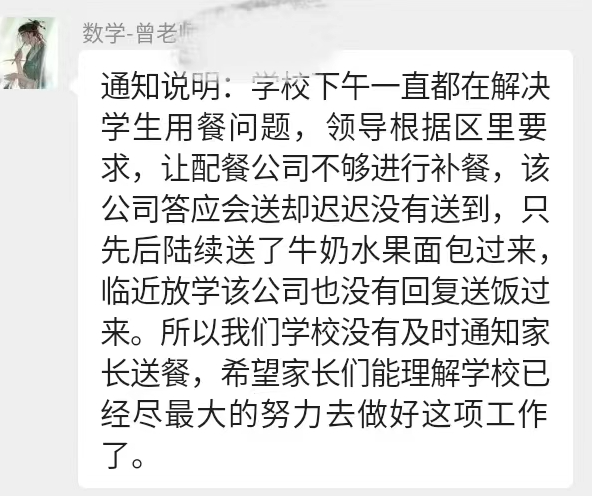 数学-曾老师
通知说明：学校下午一直都在解决
学生用餐问题，领导根据区里要
求，让配餐公司不够进行补餐，该
公司答应会送却迟迟没有送到，只
先后陆续送了牛奶水果面包过来，
临近放学该公司也没有回复送饭过
来。所以我们学校没有及时通知家
长送餐，希望家长们能理解学校已
经尽最大的努力去做好这项工作
了。